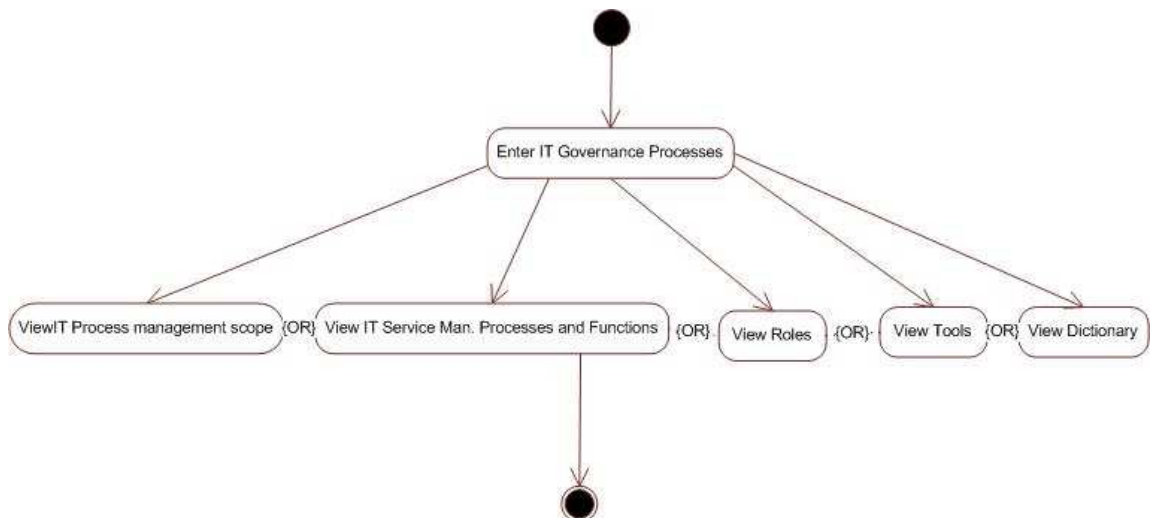 Enter IT Governance Processes
ViewIT Process management scope {OR} View IT Service Man. Processes and Functions {OR} View Roles {OR} View Tools {OR} View Dictionary